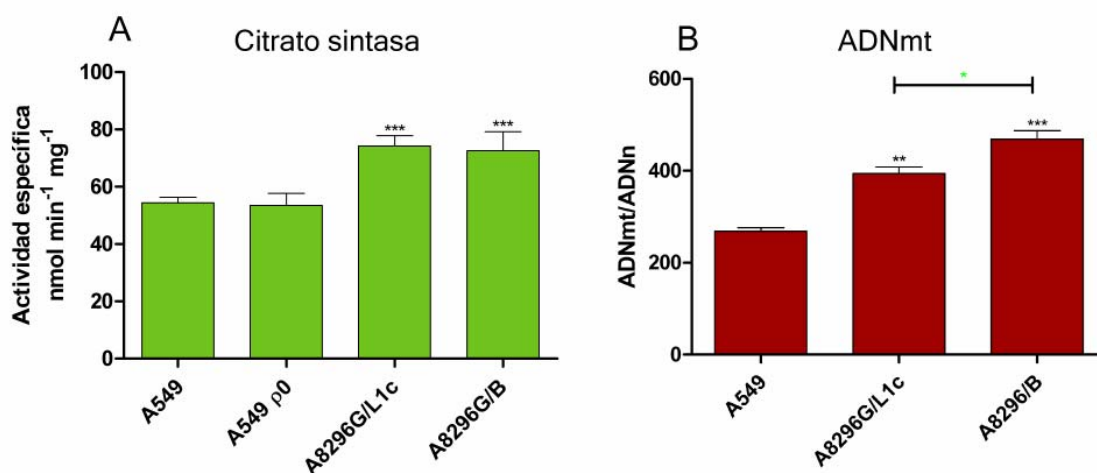 A
Citrato sintasa
Actividad específica
nmol min⁻¹ mg⁻¹
100
80
60
40
20
0
***
***
A549
A549 ρ0
A8296G/L1c
A8296G/B
B
ADNmt
ADNmt/ADNn
600
400
200
0
*
**
***
A549
A8296G/L1c
A8296/B